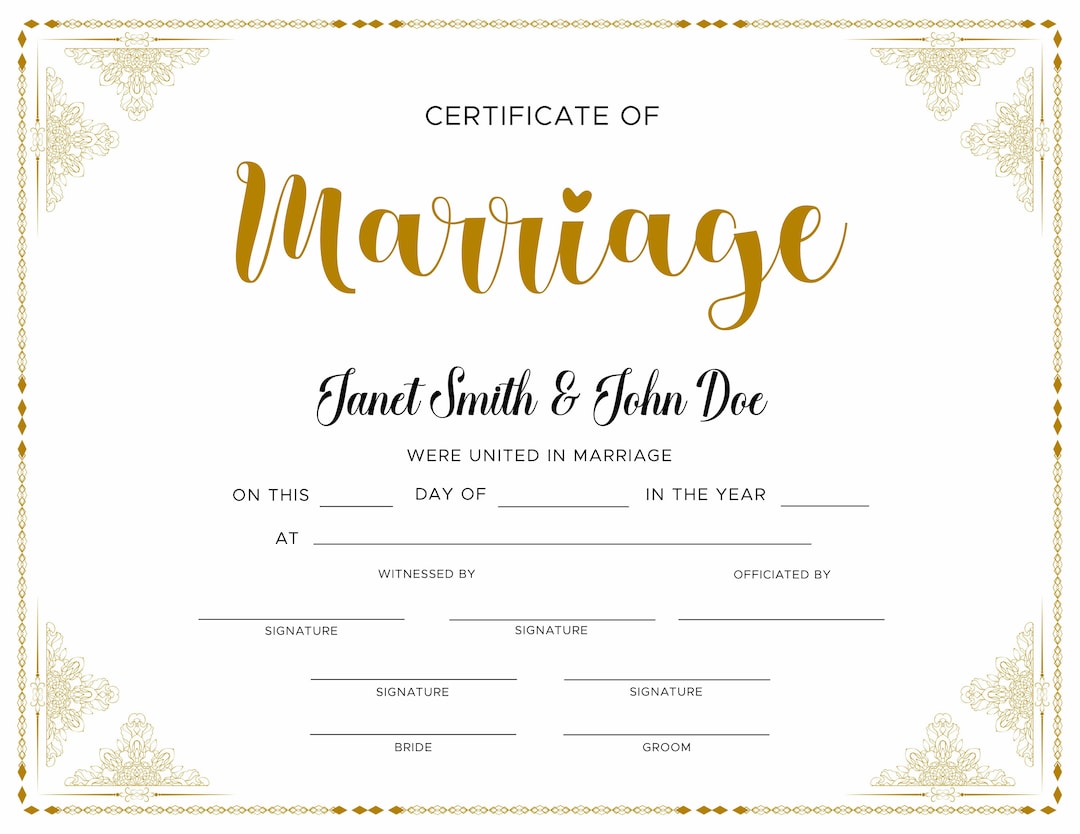 CERTIFICATE OF
Marriage
Janet Smith & John Doe
WERE UNITED IN MARRIAGE
ON THIS DAY OF IN THE YEAR
AT
WITNESSED BY OFFICIATED BY
SIGNATURE SIGNATURE
SIGNATURE SIGNATURE
BRIDE GROOM